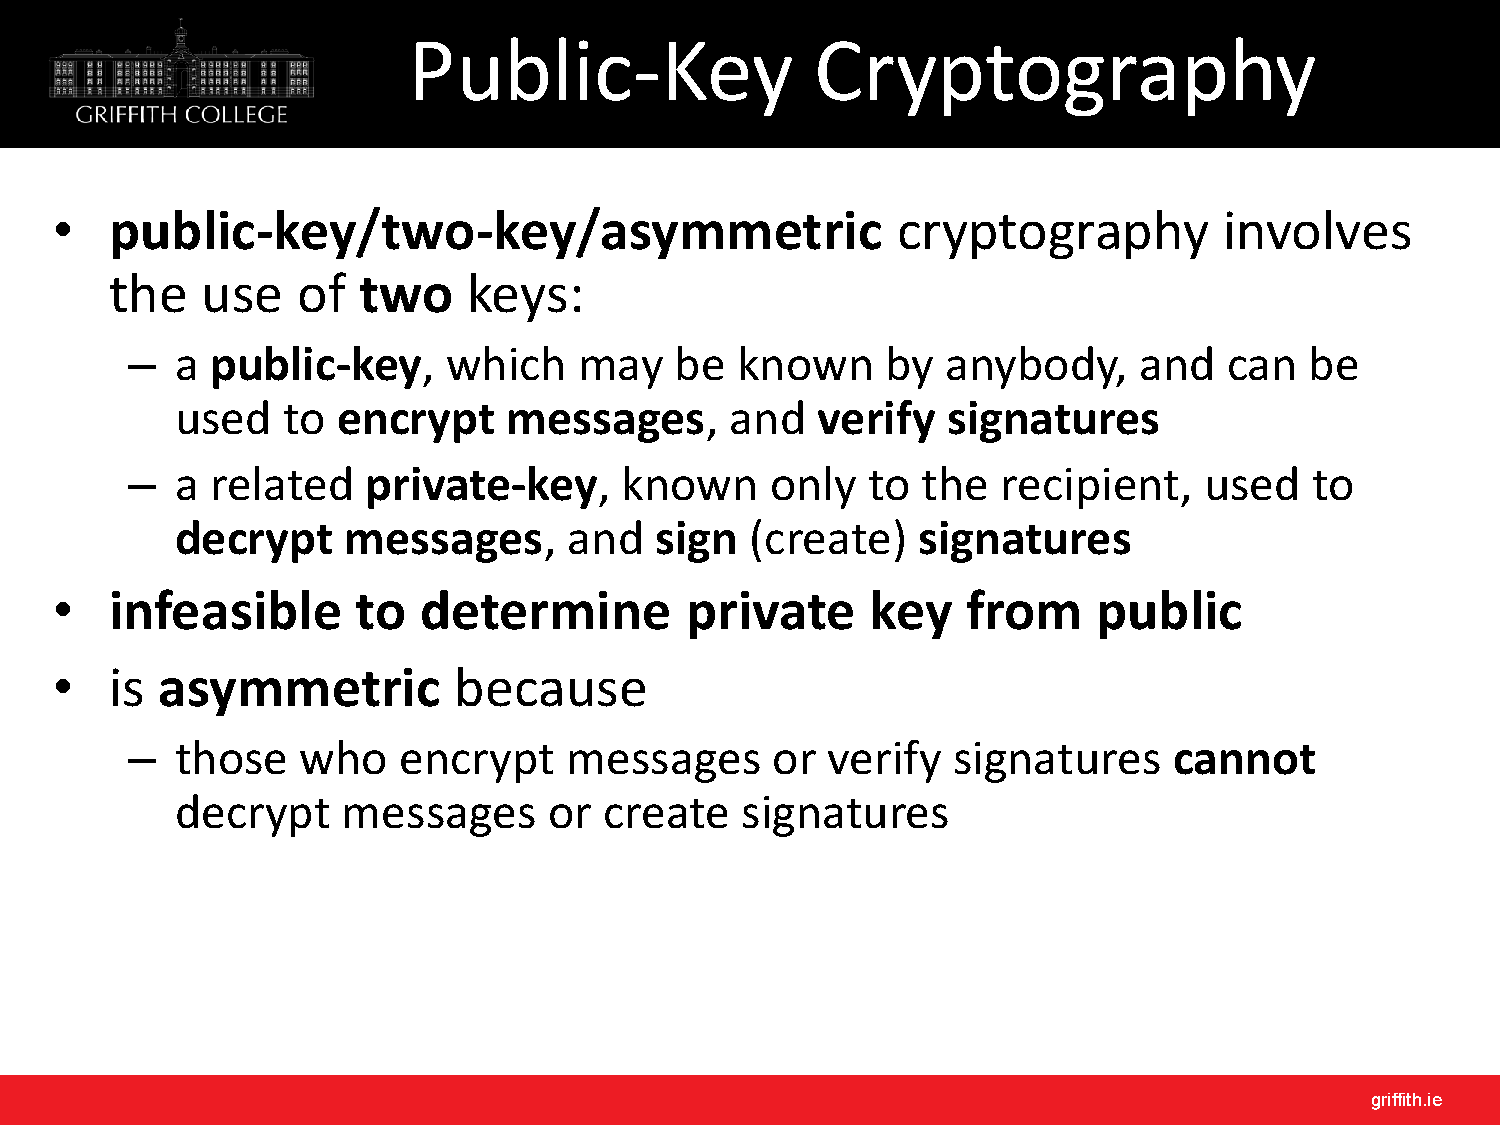 GRIFFITH COLLEGE
Public-Key Cryptography
• public-key/two-key/asymmetric cryptography involves
the use of two keys:
– a public-key, which may be known by anybody, and can be
used to encrypt messages, and verify signatures
– a related private-key, known only to the recipient, used to
decrypt messages, and sign (create) signatures
• infeasible to determine private key from public
• is asymmetric because
– those who encrypt messages or verify signatures cannot
decrypt messages or create signatures
griffith.ie